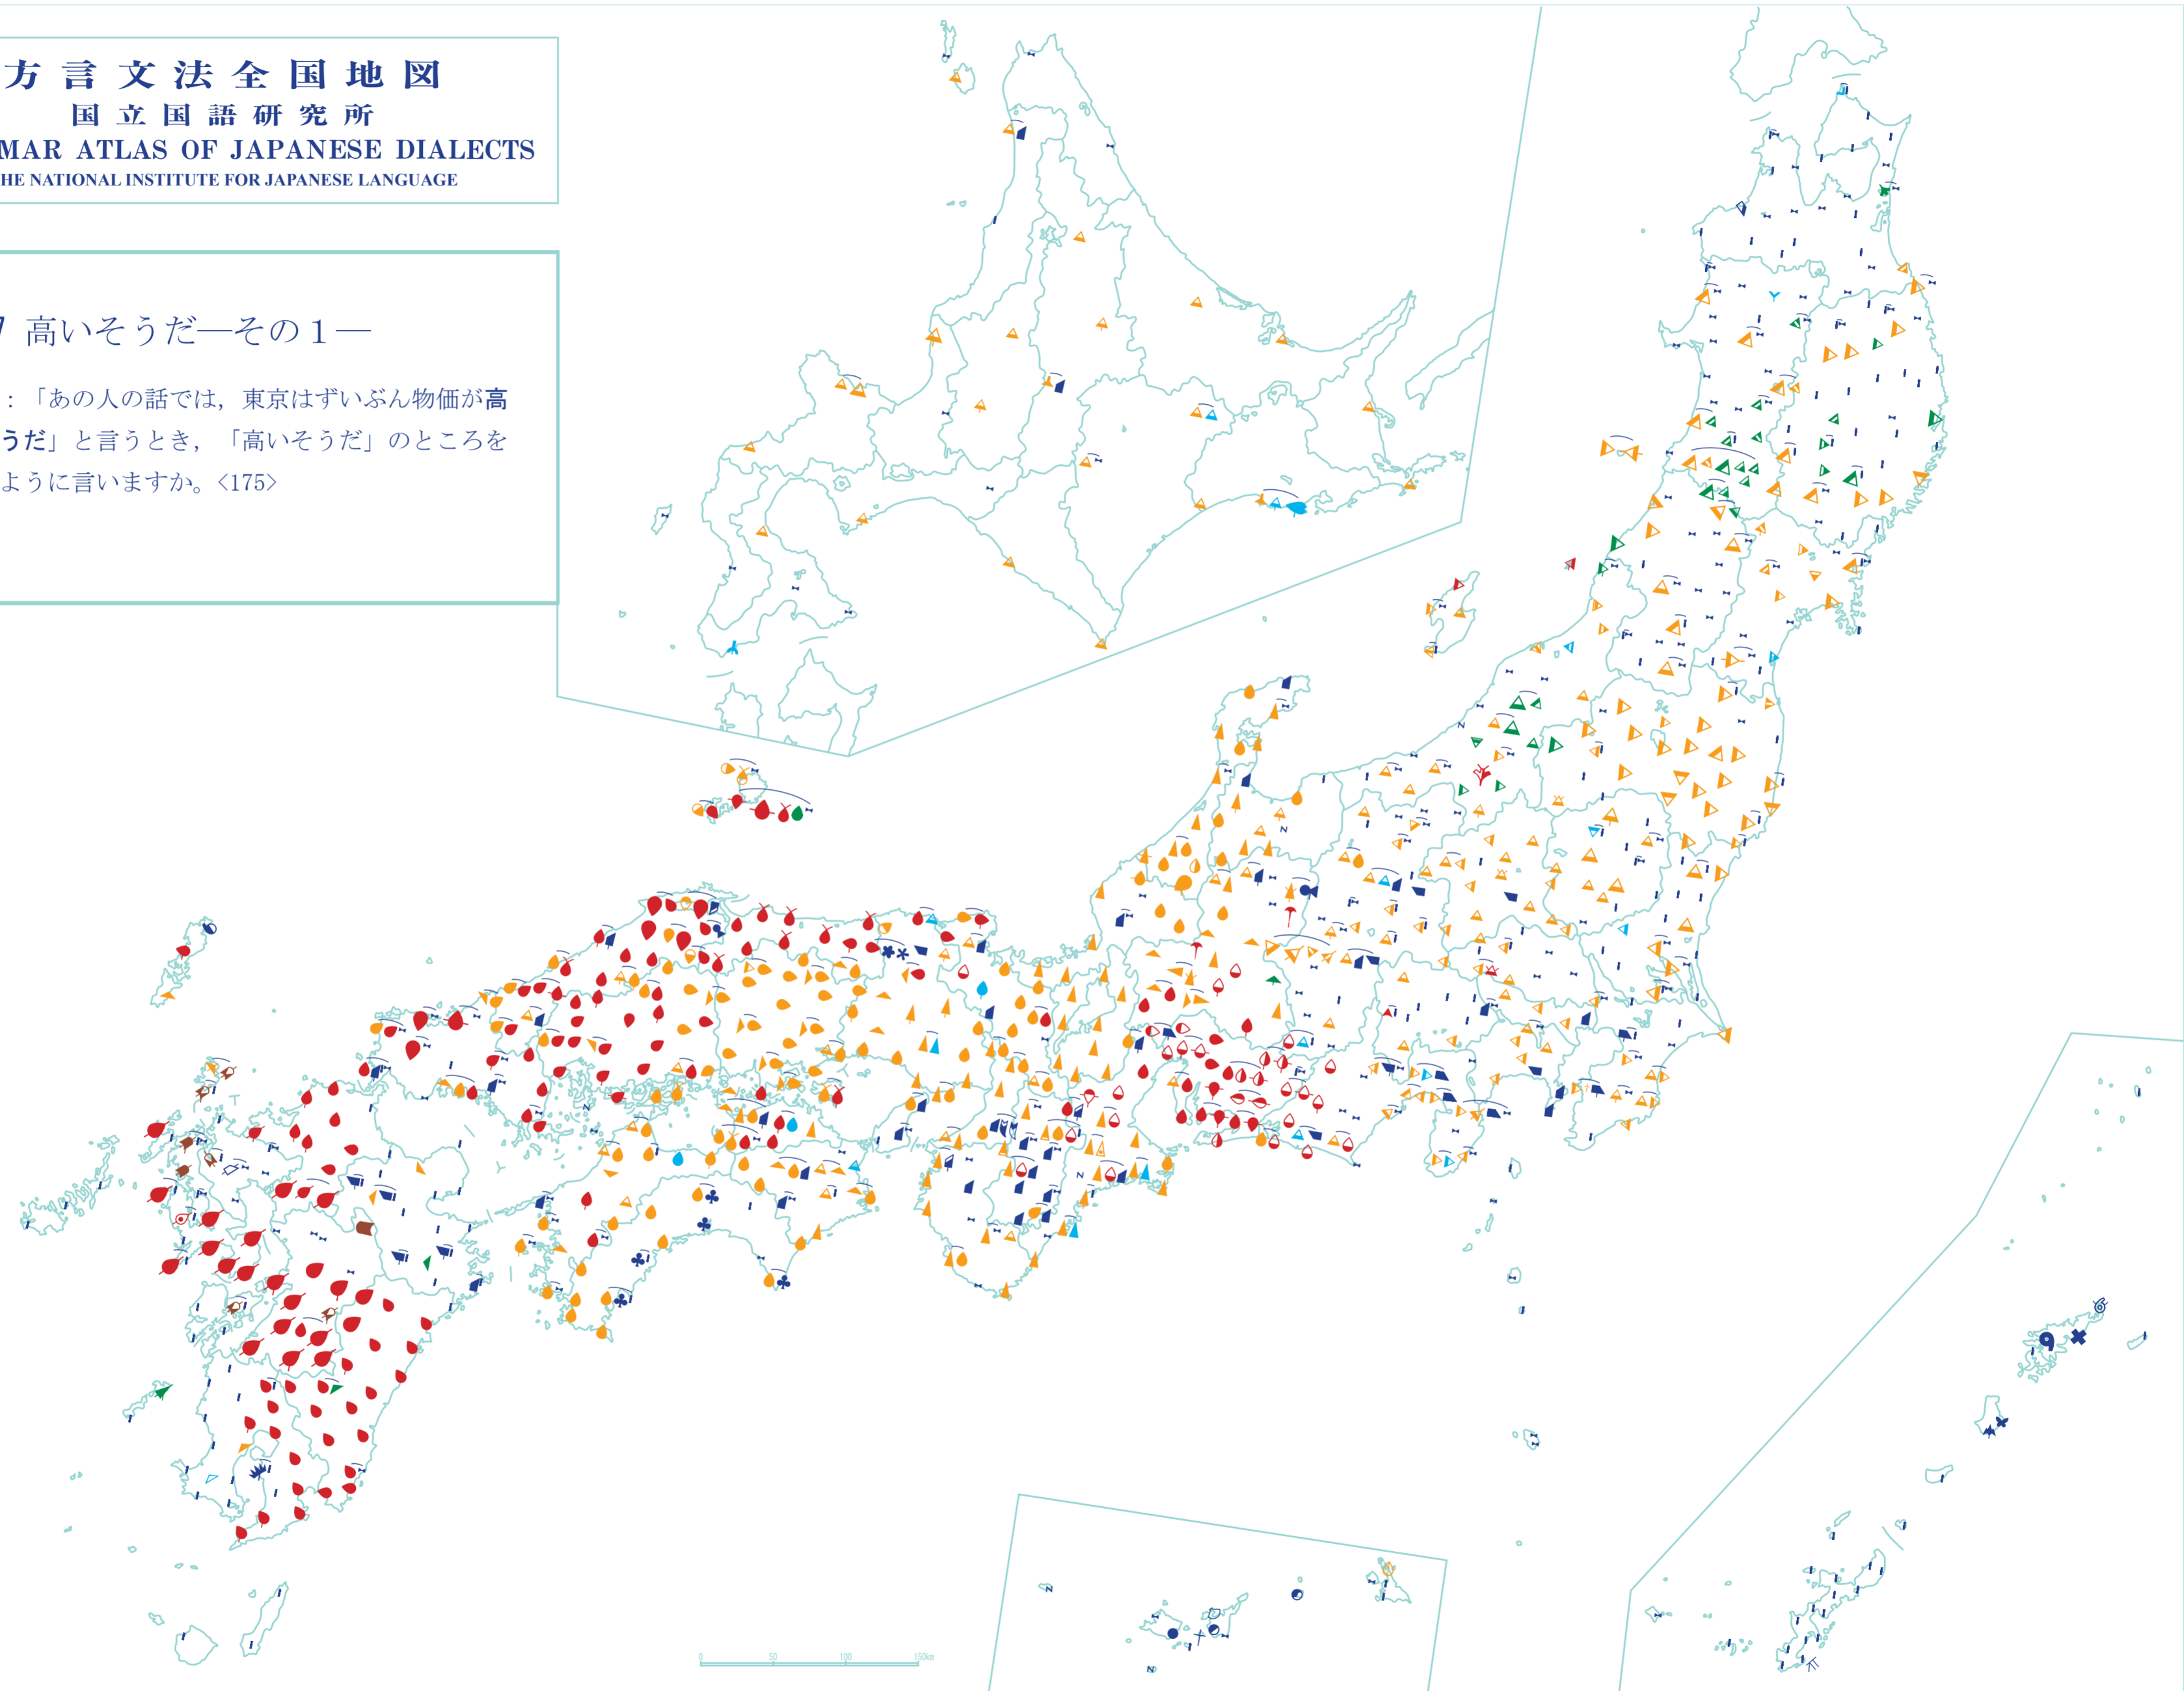 方言文法全国地図
国立国語研究所
MAR ATLAS OF JAPANESE DIALECTS
HE NATIONAL INSTITUTE FOR JAPANESE LANGUAGE
7 高いそうだ―その１―
：「あの人の話では，東京はずいぶん物価が高
うだ」と言うとき，「高いそうだ」のところを
ように言いますか。<175>
0 50 100 150km